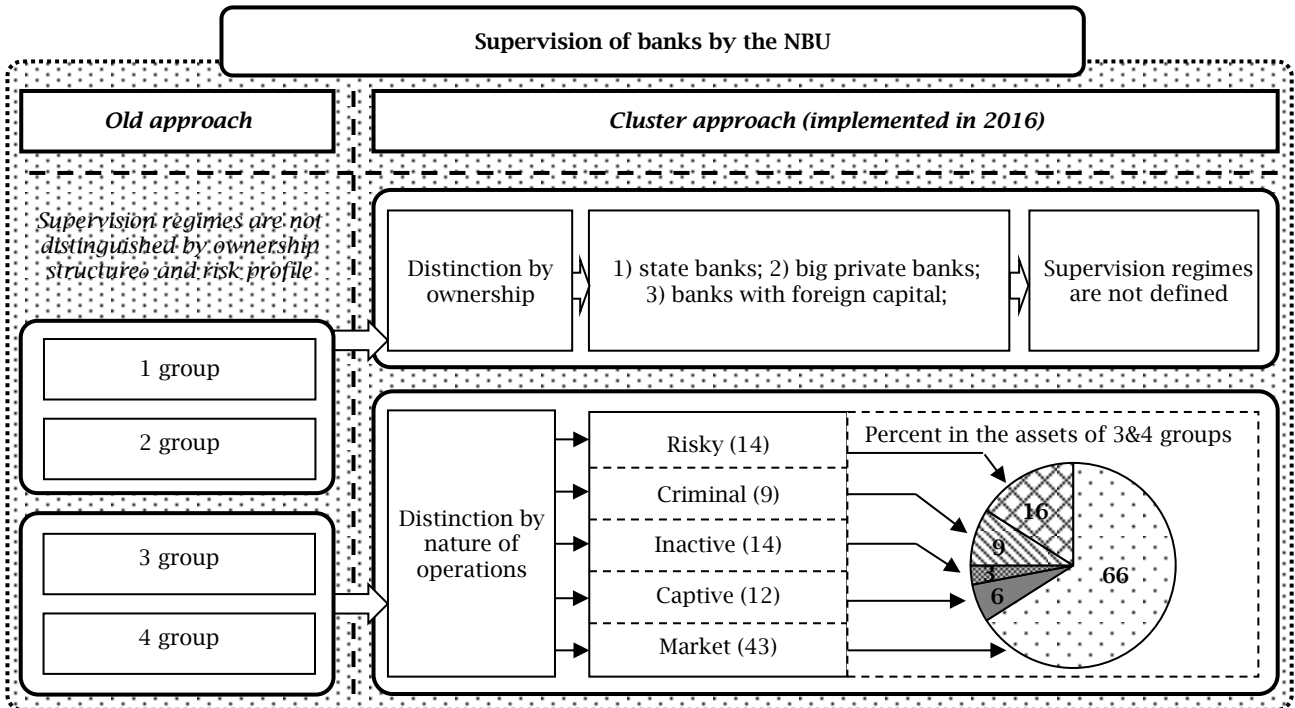 Supervision of banks by the NBU
Old approach
Cluster approach (implemented in 2016)
Supervision regimes are not
distinguished by ownership
structureo and risk profile
1 group
2 group
3 group
4 group
Distinction by
ownership
1) state banks; 2) big private banks;
3) banks with foreign capital;
Supervision regimes
are not defined
Distinction by
nature of
operations
Risky (14)
Criminal (9)
Inactive (14)
Captive (12)
Market (43)
Percent in the assets of 3&4 groups
16
9
3
6
66